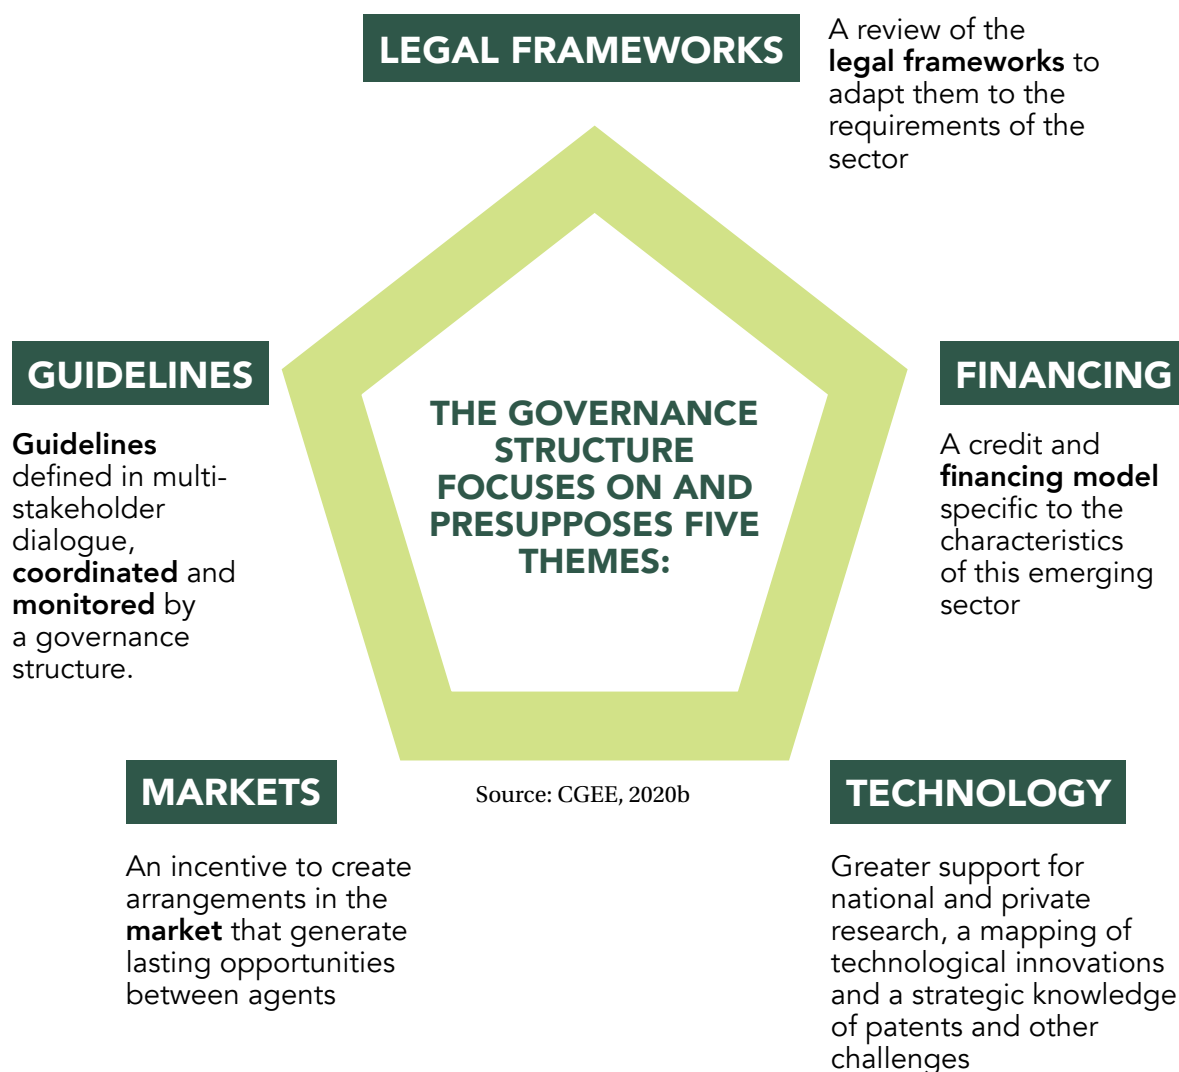 LEGAL FRAMEWORKS
A review of the
legal frameworks to
adapt them to the
requirements of the
sector
GUIDELINES
Guidelines
defined in multi-
stakeholder
dialogue,
coordinated and
monitored by
a governance
structure.
THE GOVERNANCE
STRUCTURE
FOCUSES ON AND
PRESUPPOSES FIVE
THEMES:
FINANCING
A credit and
financing model
specific to the
characteristics
of this emerging
sector
MARKETS
An incentive to create
arrangements in the
market that generate
lasting opportunities
between agents
Source: CGEE, 2020b
TECHNOLOGY
Greater support for
national and private
research, a mapping of
technological innovations
and a strategic knowledge
of patents and other
challenges